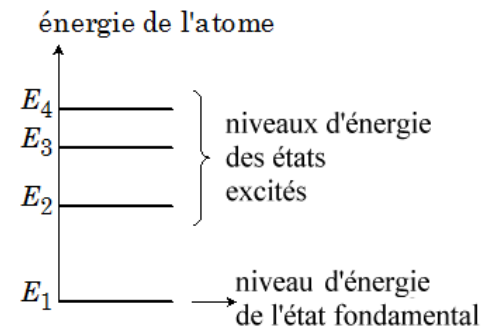 énergie de l'atome
E4
E3
niveaux d'énergie
des états
excités
E2
E1
niveau d'énergie
de l'état fondamental